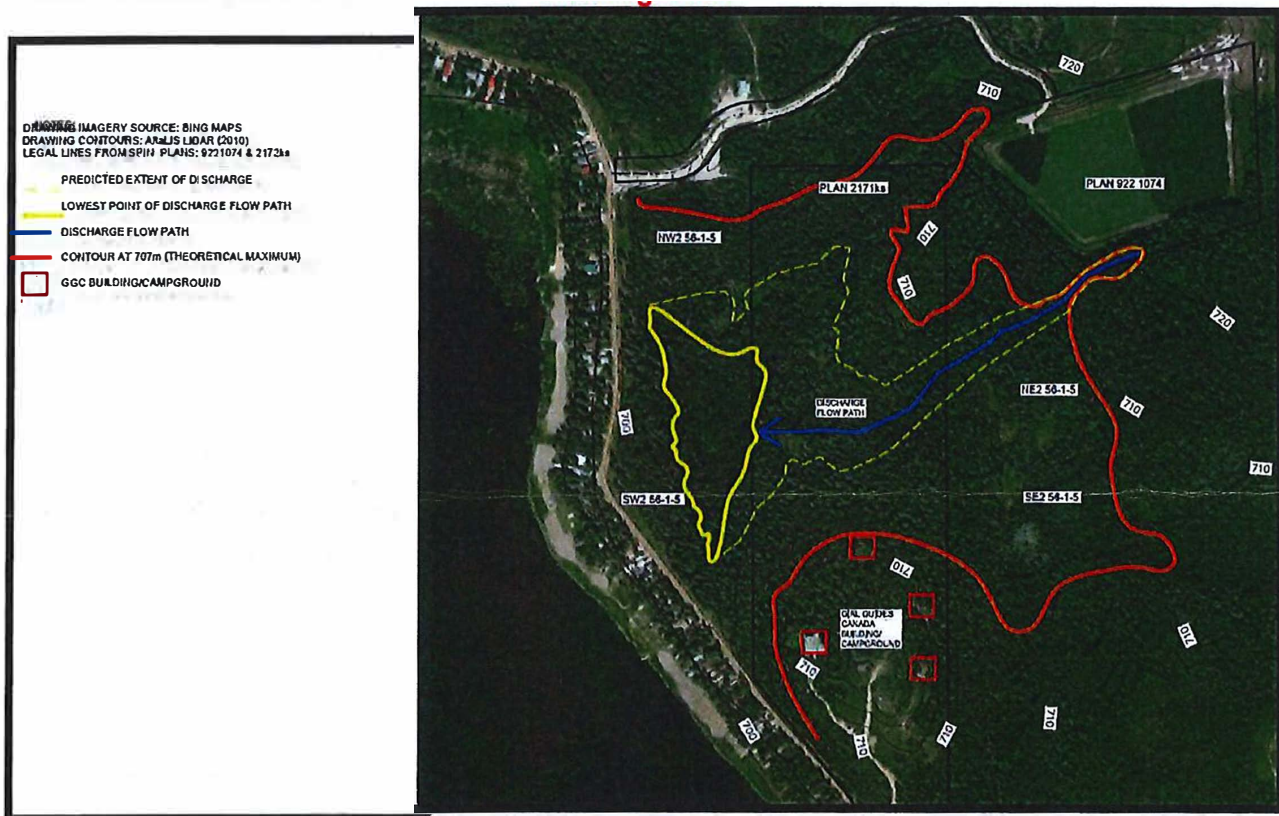 NOTES:
DRAWING IMAGERY SOURCE: BING MAPS
DRAWING CONTOURS: ALTALIS LIDAR (2010)
LEGAL LINES FROM SPIN PLANS: 9221074 & 2172ks
PREDICTED EXTENT OF DISCHARGE
LOWEST POINT OF DISCHARGE FLOW PATH
DISCHARGE FLOW PATH
CONTOUR AT 707m (THEORETICAL MAXIMUM)
GGC BUILDING/CAMPGROUND
720
710
PLAN 2171ks
PLAN 922 1074
NW2 56-1-5
710
710
720
NE2 56-1-5
DISCHARGE
FLOW PATH
710
700
710
SW2 56-1-5
SE2 56-1-5
710
GIRL GUIDES
CANADA
BUILDING/
CAMPGROUND
710
710
700
710
710
710